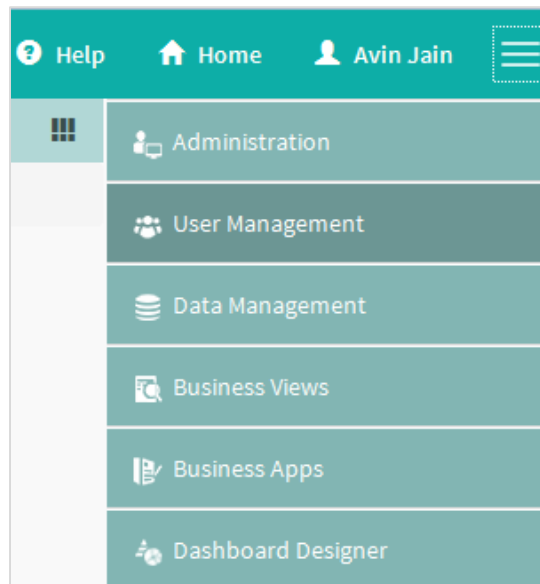 Help Home Avin Jain
Administration
User Management
Data Management
Business Views
Business Apps
Dashboard Designer